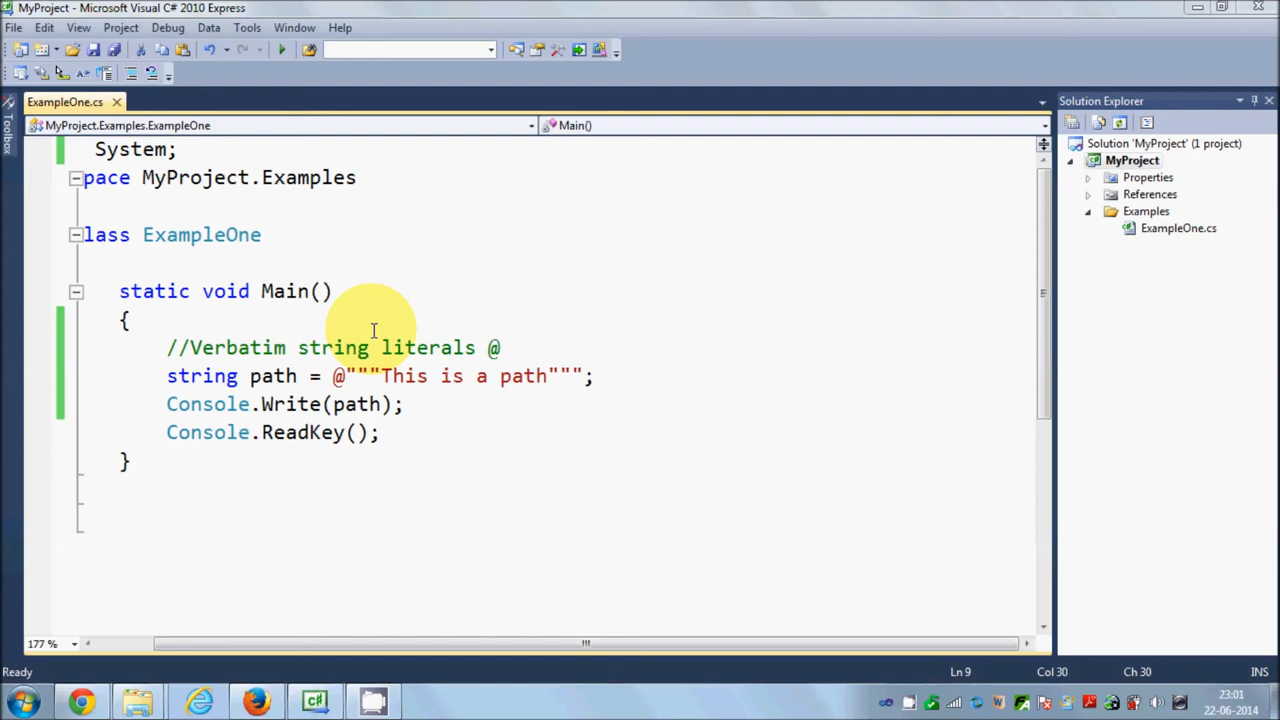 MyProject - Microsoft Visual C# 2010 Express
File Edit View Project Debug Data Tools Window Help
ExampleOne.cs
Solution Explorer
Toolbox
MyProject.Examples.ExampleOne
Main()
Solution 'MyProject' (1 project)
MyProject
Properties
References
Examples
ExampleOne.cs
System;
pace MyProject.Examples
lass ExampleOne
static void Main()
{
//Verbatim string literals @
string path = @"""This is a path""";
Console.Write(path);
Console.ReadKey();
}
177 %
Ready
Ln 9
Col 30
Ch 30
INS
C#
23:01
22-06-2014